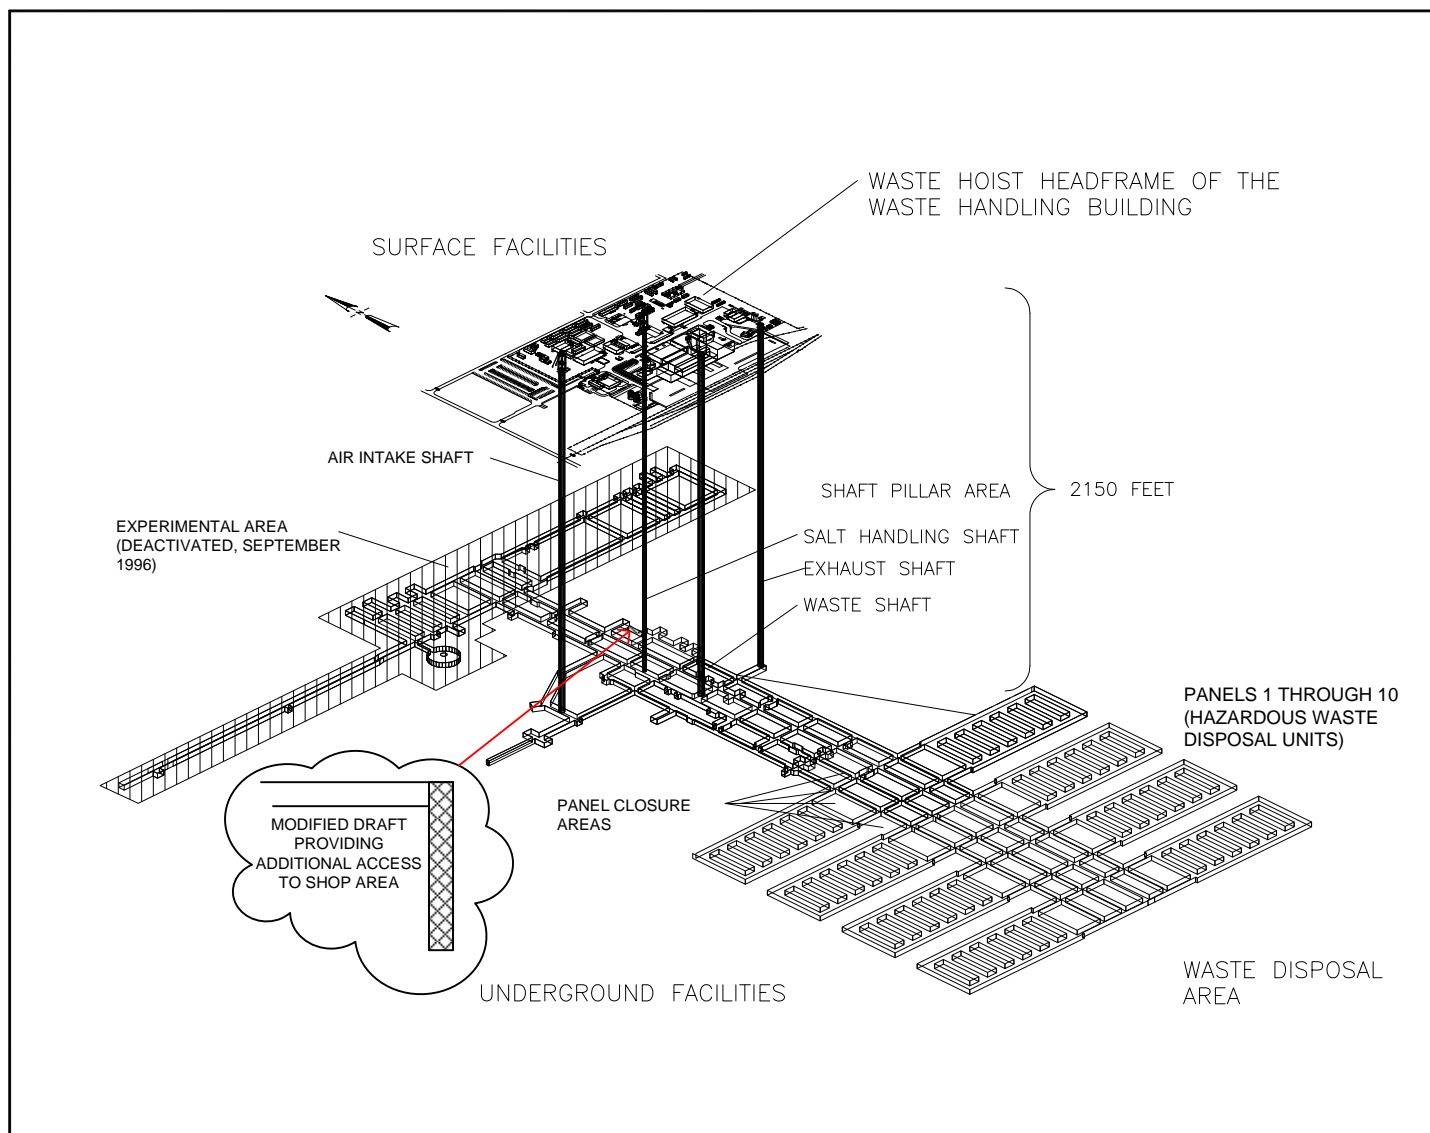 WASTE HOIST HEADFRAME OF THE
WASTE HANDLING BUILDING
SURFACE FACILITIES
AIR INTAKE SHAFT
SHAFT PILLAR AREA
2150 FEET
EXPERIMENTAL AREA
(DEACTIVATED, SEPTEMBER
1996)
SALT HANDLING SHAFT
EXHAUST SHAFT
WASTE SHAFT
PANELS 1 THROUGH 10
(HAZARDOUS WASTE
DISPOSAL UNITS)
PANEL CLOSURE
AREAS
MODIFIED DRAFT
PROVIDING
ADDITIONAL ACCESS
TO SHOP AREA
WASTE DISPOSAL
AREA
UNDERGROUND FACILITIES